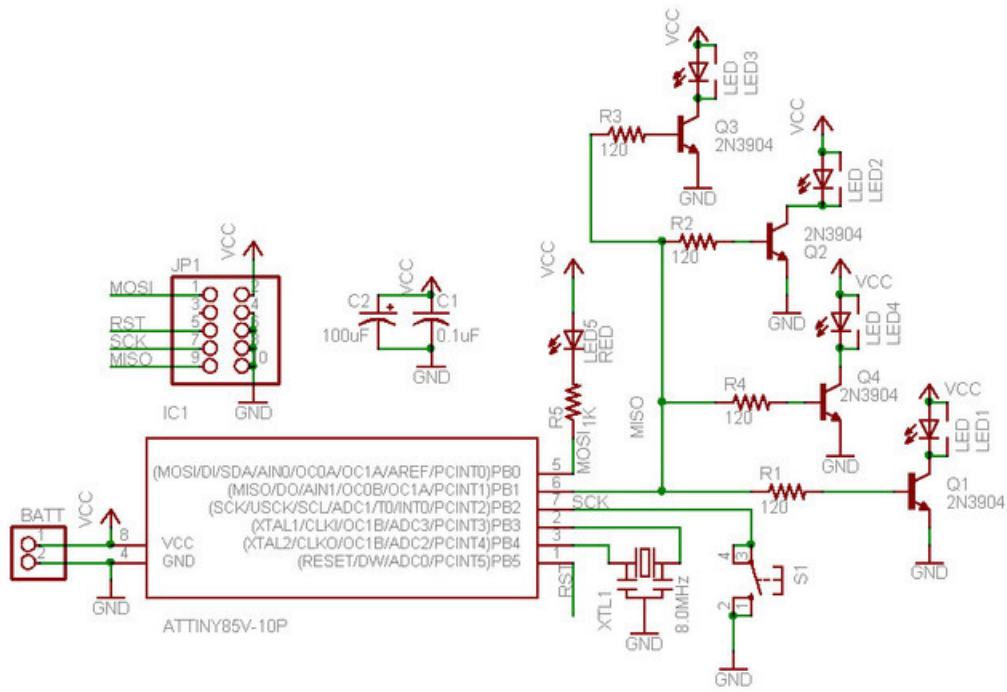 VCC
LED
LED3
R3
120
Q3
2N3904
GND
VCC
LED
LED2
R2
120
2N3904
Q2
GND
VCC
LED
LED4
R4
120
Q4
2N3904
GND
VCC
LED
LED1
R1
120
Q1
2N3904
GND
MISO
VCC
JP1
MOSI
1
3
4
RST
5
SCK
7
MISO
9
0
GND
VCC
C2
100uF
C1
0.1uF
GND
VCC
LED5
RED
R5
1K
MOSI
IC1
(MOSI/DI/SDA/AIN0/OC0A/OC1A/AREF/PCINT0)PB0 5
(MISO/DO/AIN1/OC0B/OC1A/PCINT1)PB1 6
(SCK/USCK/SCL/ADC1/T0/INT0/PCINT2)PB2 7
SCK
(XTAL1/CLKI/OC1B/ADC3/PCINT3)PB3 2
(XTAL2/CLKO/OC1B/ADC2/PCINT4)PB4 3
(RESET/DW/ADC0/PCINT5)PB5 1
RST
BATT
1
2
VCC
8 VCC
4 GND
GND
ATTINY85V-10P
XTL1
8.0MHz
GND
4
3
2
1
S1
GND